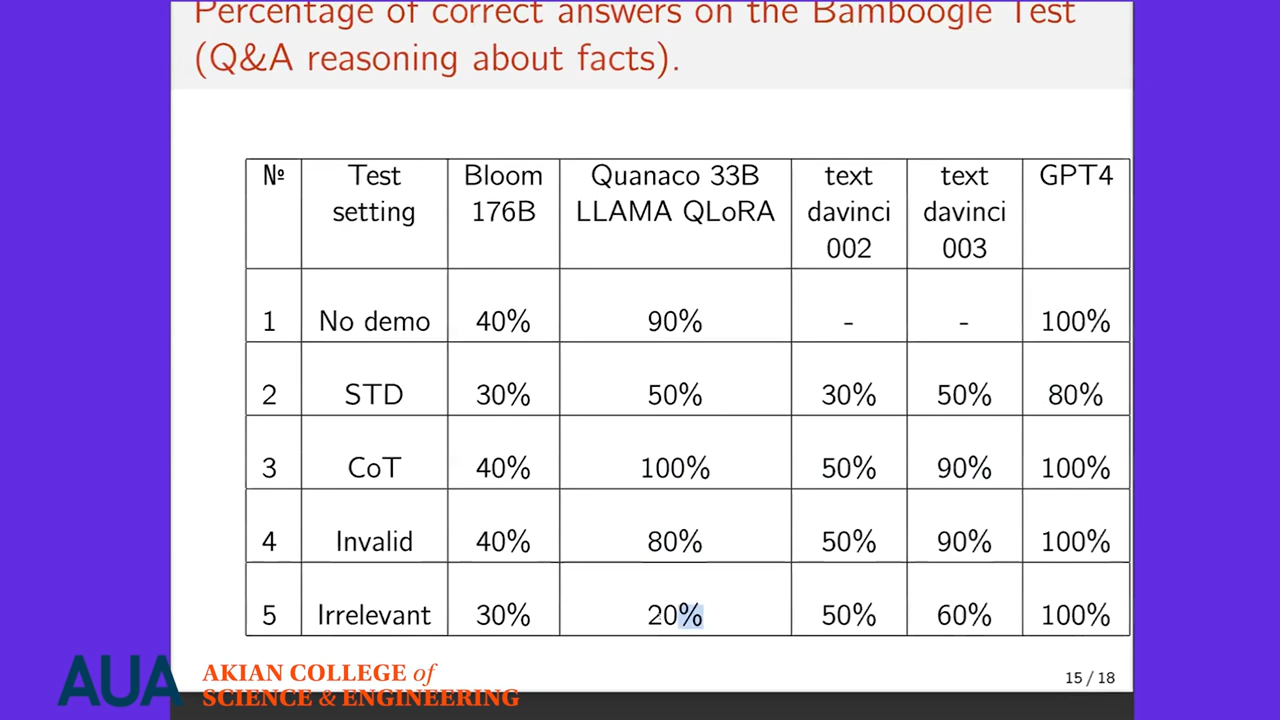 Percentage of correct answers on the Bamboogle Test
(Q&A reasoning about facts).
№ Test setting Bloom 176B Quanaco 33B LLAMA QLoRA text davinci 002 text davinci 003 GPT4
1 No demo 40% 90% - - 100%
2 STD 30% 50% 30% 50% 80%
3 CoT 40% 100% 50% 90% 100%
4 Invalid 40% 80% 50% 90% 100%
5 Irrelevant 30% 20% 50% 60% 100%
AUA AKIAN COLLEGE of
SCIENCE & ENGINEERING
15 / 18